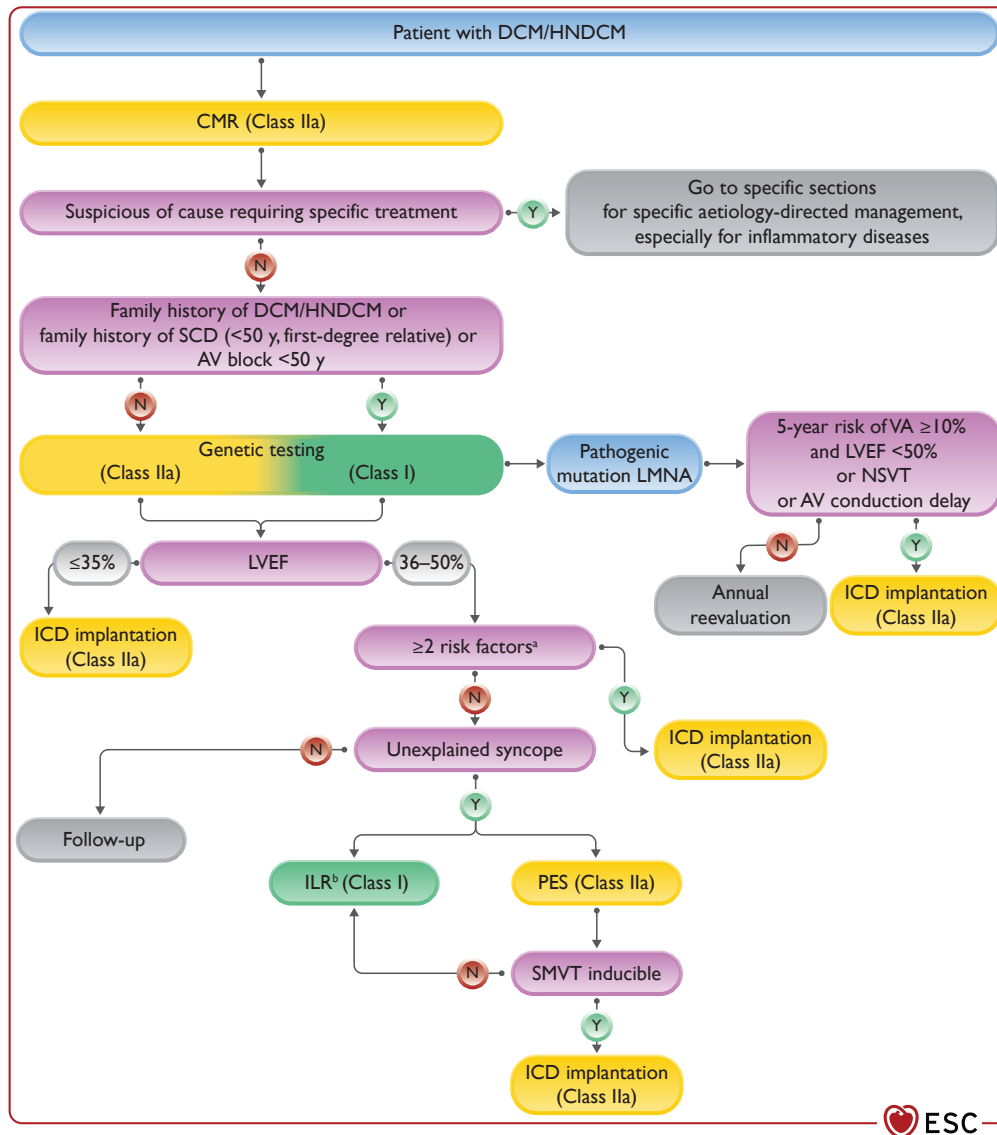 Patient with DCM/HNDCM
CMR (Class IIa)
Suspicious of cause requiring specific treatment
Y
Go to specific sections
for specific aetiology-directed management,
especially for inflammatory diseases
N
Family history of DCM/HNDCM or
family history of SCD (<50 y, first-degree relative) or
AV block <50 y
N
Y
Genetic testing
(Class IIa)
(Class I)
Pathogenic
mutation LMNA
5-year risk of VA ≥10%
and LVEF <50%
or NSVT
or AV conduction delay
N
Y
Annual
reevaluation
ICD implantation
(Class IIa)
≤35%
LVEF
36–50%
ICD implantation
(Class IIa)
≥2 risk factorsᵃ
N
Y
ICD implantation
(Class IIa)
Unexplained syncope
N
Y
Follow-up
ILRᵇ (Class I)
PES (Class IIa)
SMVT inducible
N
Y
ICD implantation
(Class IIa)
ESC